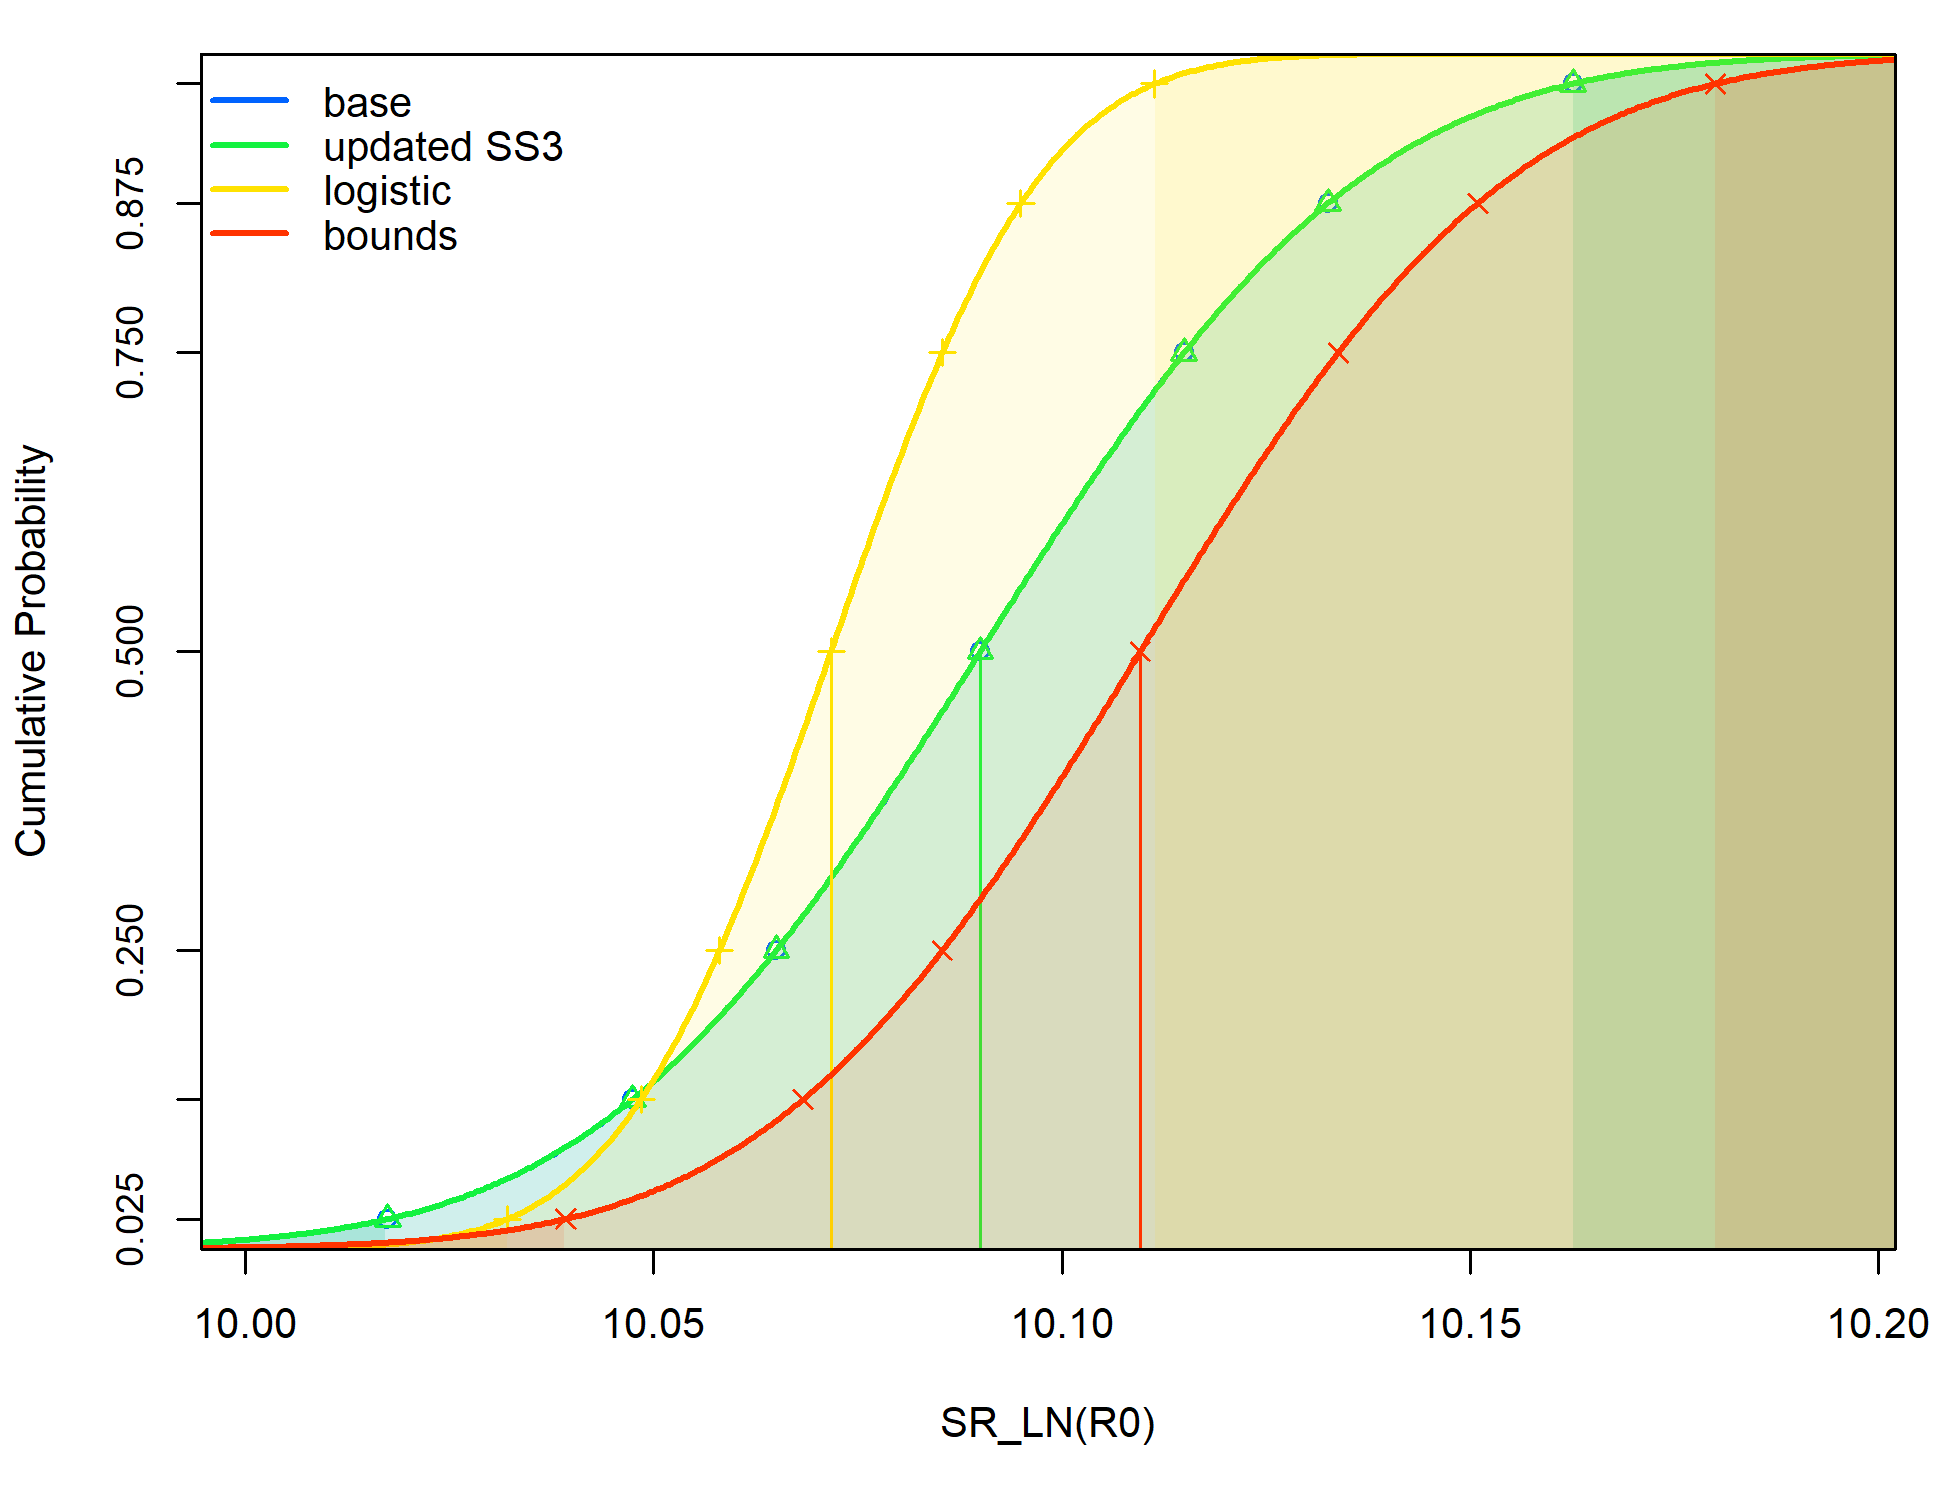 base
updated SS3
logistic
bounds
Cumulative Probability
0.875
0.750
0.500
0.250
0.025
10.00 10.05 10.10 10.15 10.20
SR_LN(R0)